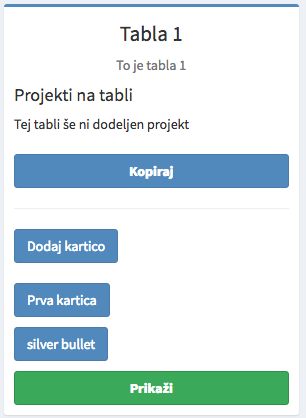 Tabla 1
To je tabla 1
Projekti na tabli
Tej tabli še ni dodeljen projekt
Kopiraj
Dodaj kartico
Prva kartica
silver bullet
Prikaži